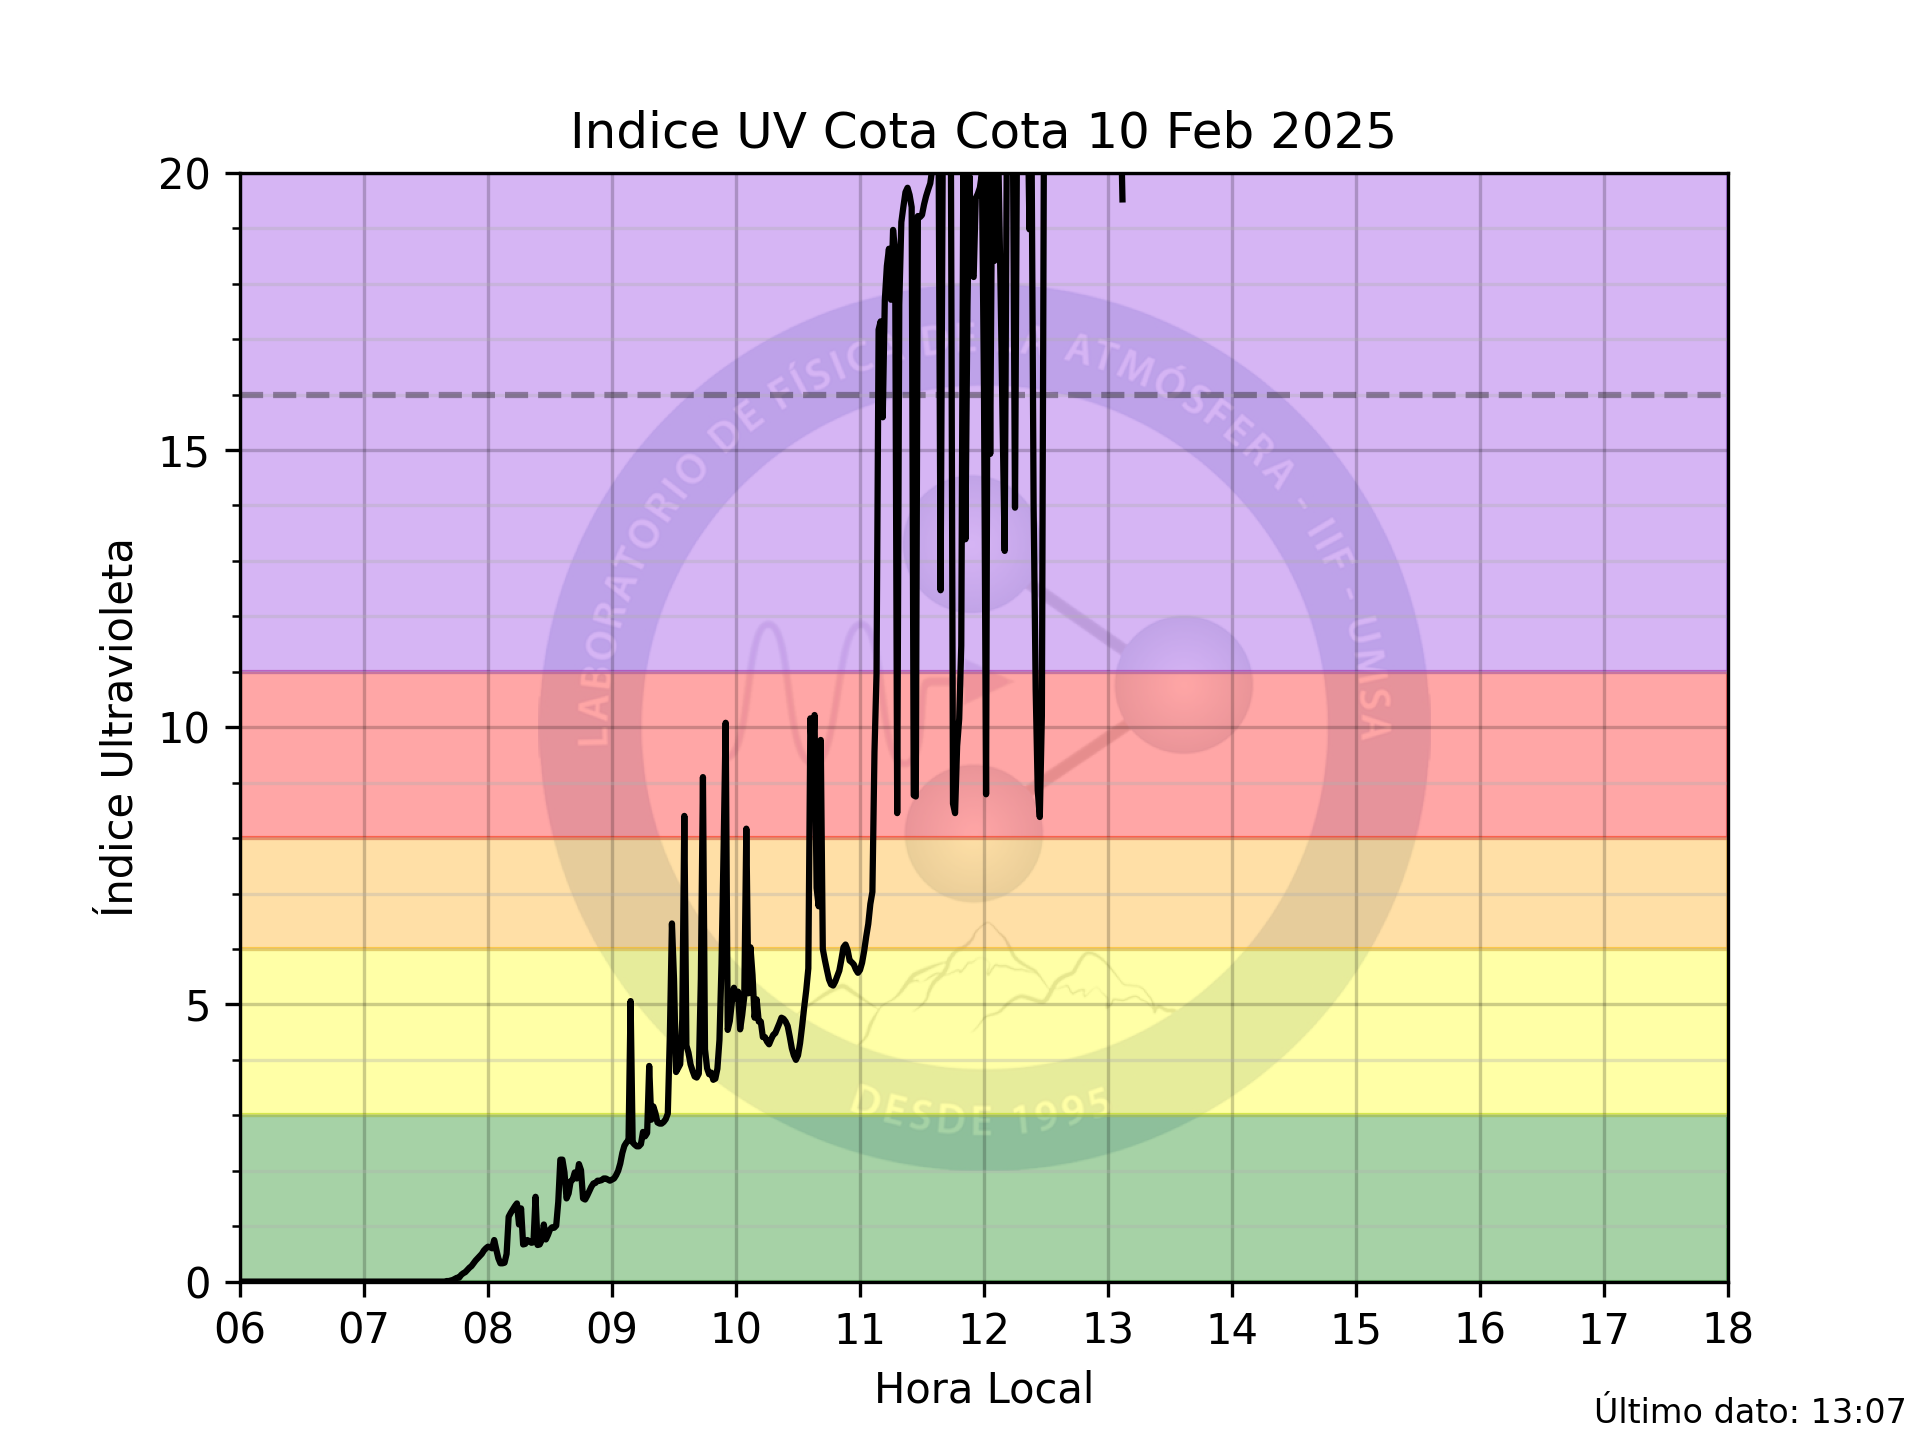 Indice UV Cota Cota 10 Feb 2025
20
15
10
5
0
Índice Ultravioleta
LABORATORIO DE FÍSICA DE LA ATMÓSFERA - IIF - UMSA
DESDE 1995
06 07 08 09 10 11 12 13 14 15 16 17 18
Hora Local
Último dato: 13:07